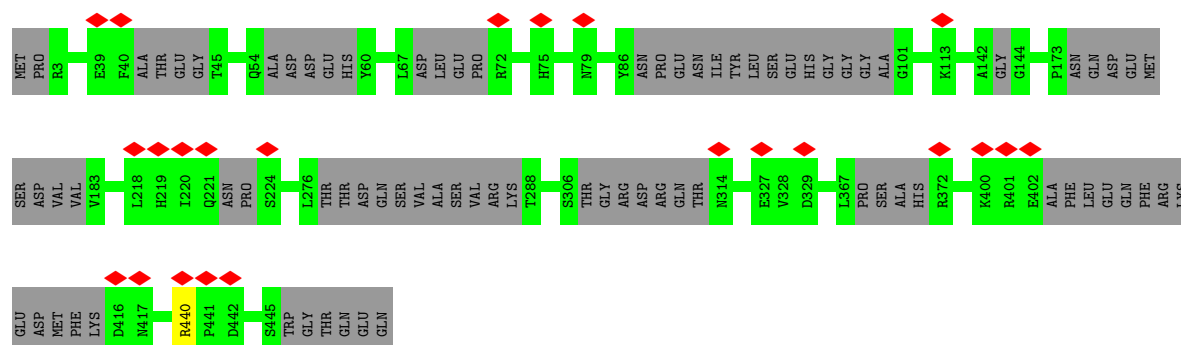 MET PRO R3 E39 F40 ALA THR GLU GLY T45 Q54 ALA ASP ASP GLU HIS Y60 L67 ASP LEU GLU PRO R72 H75 N79 Y86 ASN PRO GLU ASN ILE TYR LEU SER GLU HIS GLY GLY GLY ALA G101 K113 A142 GLY G144 P173 ASN GLN ASP GLU MET
SER ASP VAL VAL V183 L218 H219 I220 Q221 ASN PRO S224 L276 THR THR ASP GLN SER VAL ALA SER VAL ARG LYS T288 S306 THR GLY ARG ASP ARG GLN THR N314 E327 V328 D329 L367 PRO SER ALA HIS R372 K400 R401 E402 ALA PHE LEU GLU GLN PHE ARG LYS
GLU ASP MET PHE LYS D416 N417 R440 P441 D442 S445 TRP GLY THR GLN GLU GLN